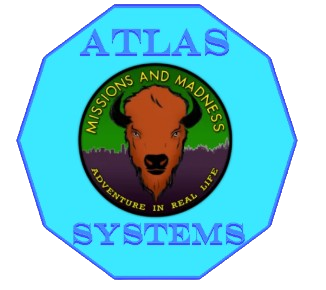 ATLAS
MISSIONS AND MADNESS
ADVENTURE IN REAL LIFE
SYSTEMS